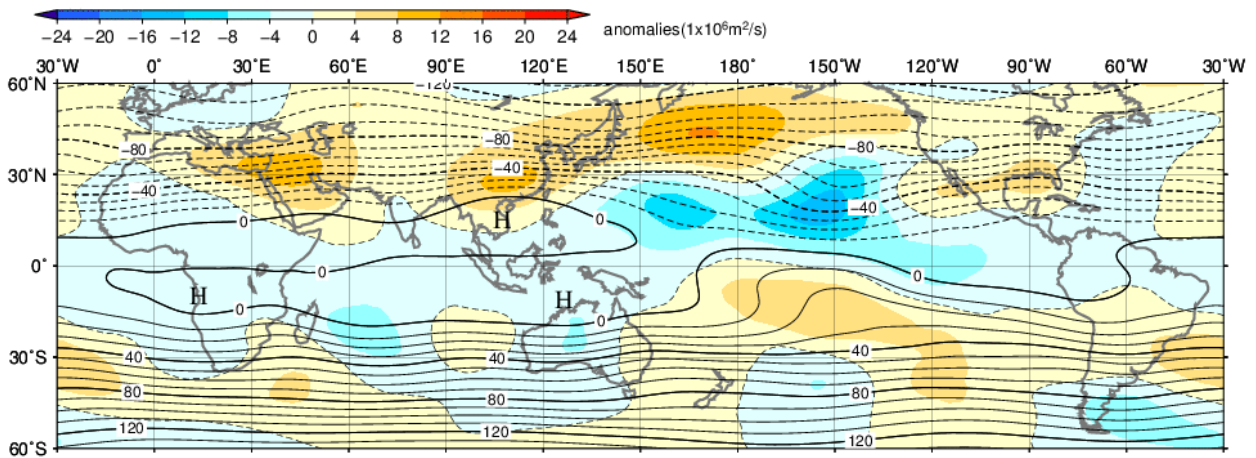 −24 −20 −16 −12 −8 −4 0 4 8 12 16 20 24 anomalies(1x10⁶m²/s)
30°W 0° 30°E 60°E 90°E 120°E 150°E 180° 150°W 120°W 90°W 60°W 30°W
60°N
−120
−80 −80 −80
30°N
−40 −40 −40
0 H 0
0°
0 0
H H
0 0
30°S
40 40 40
80 80 80
120 120 120
60°S